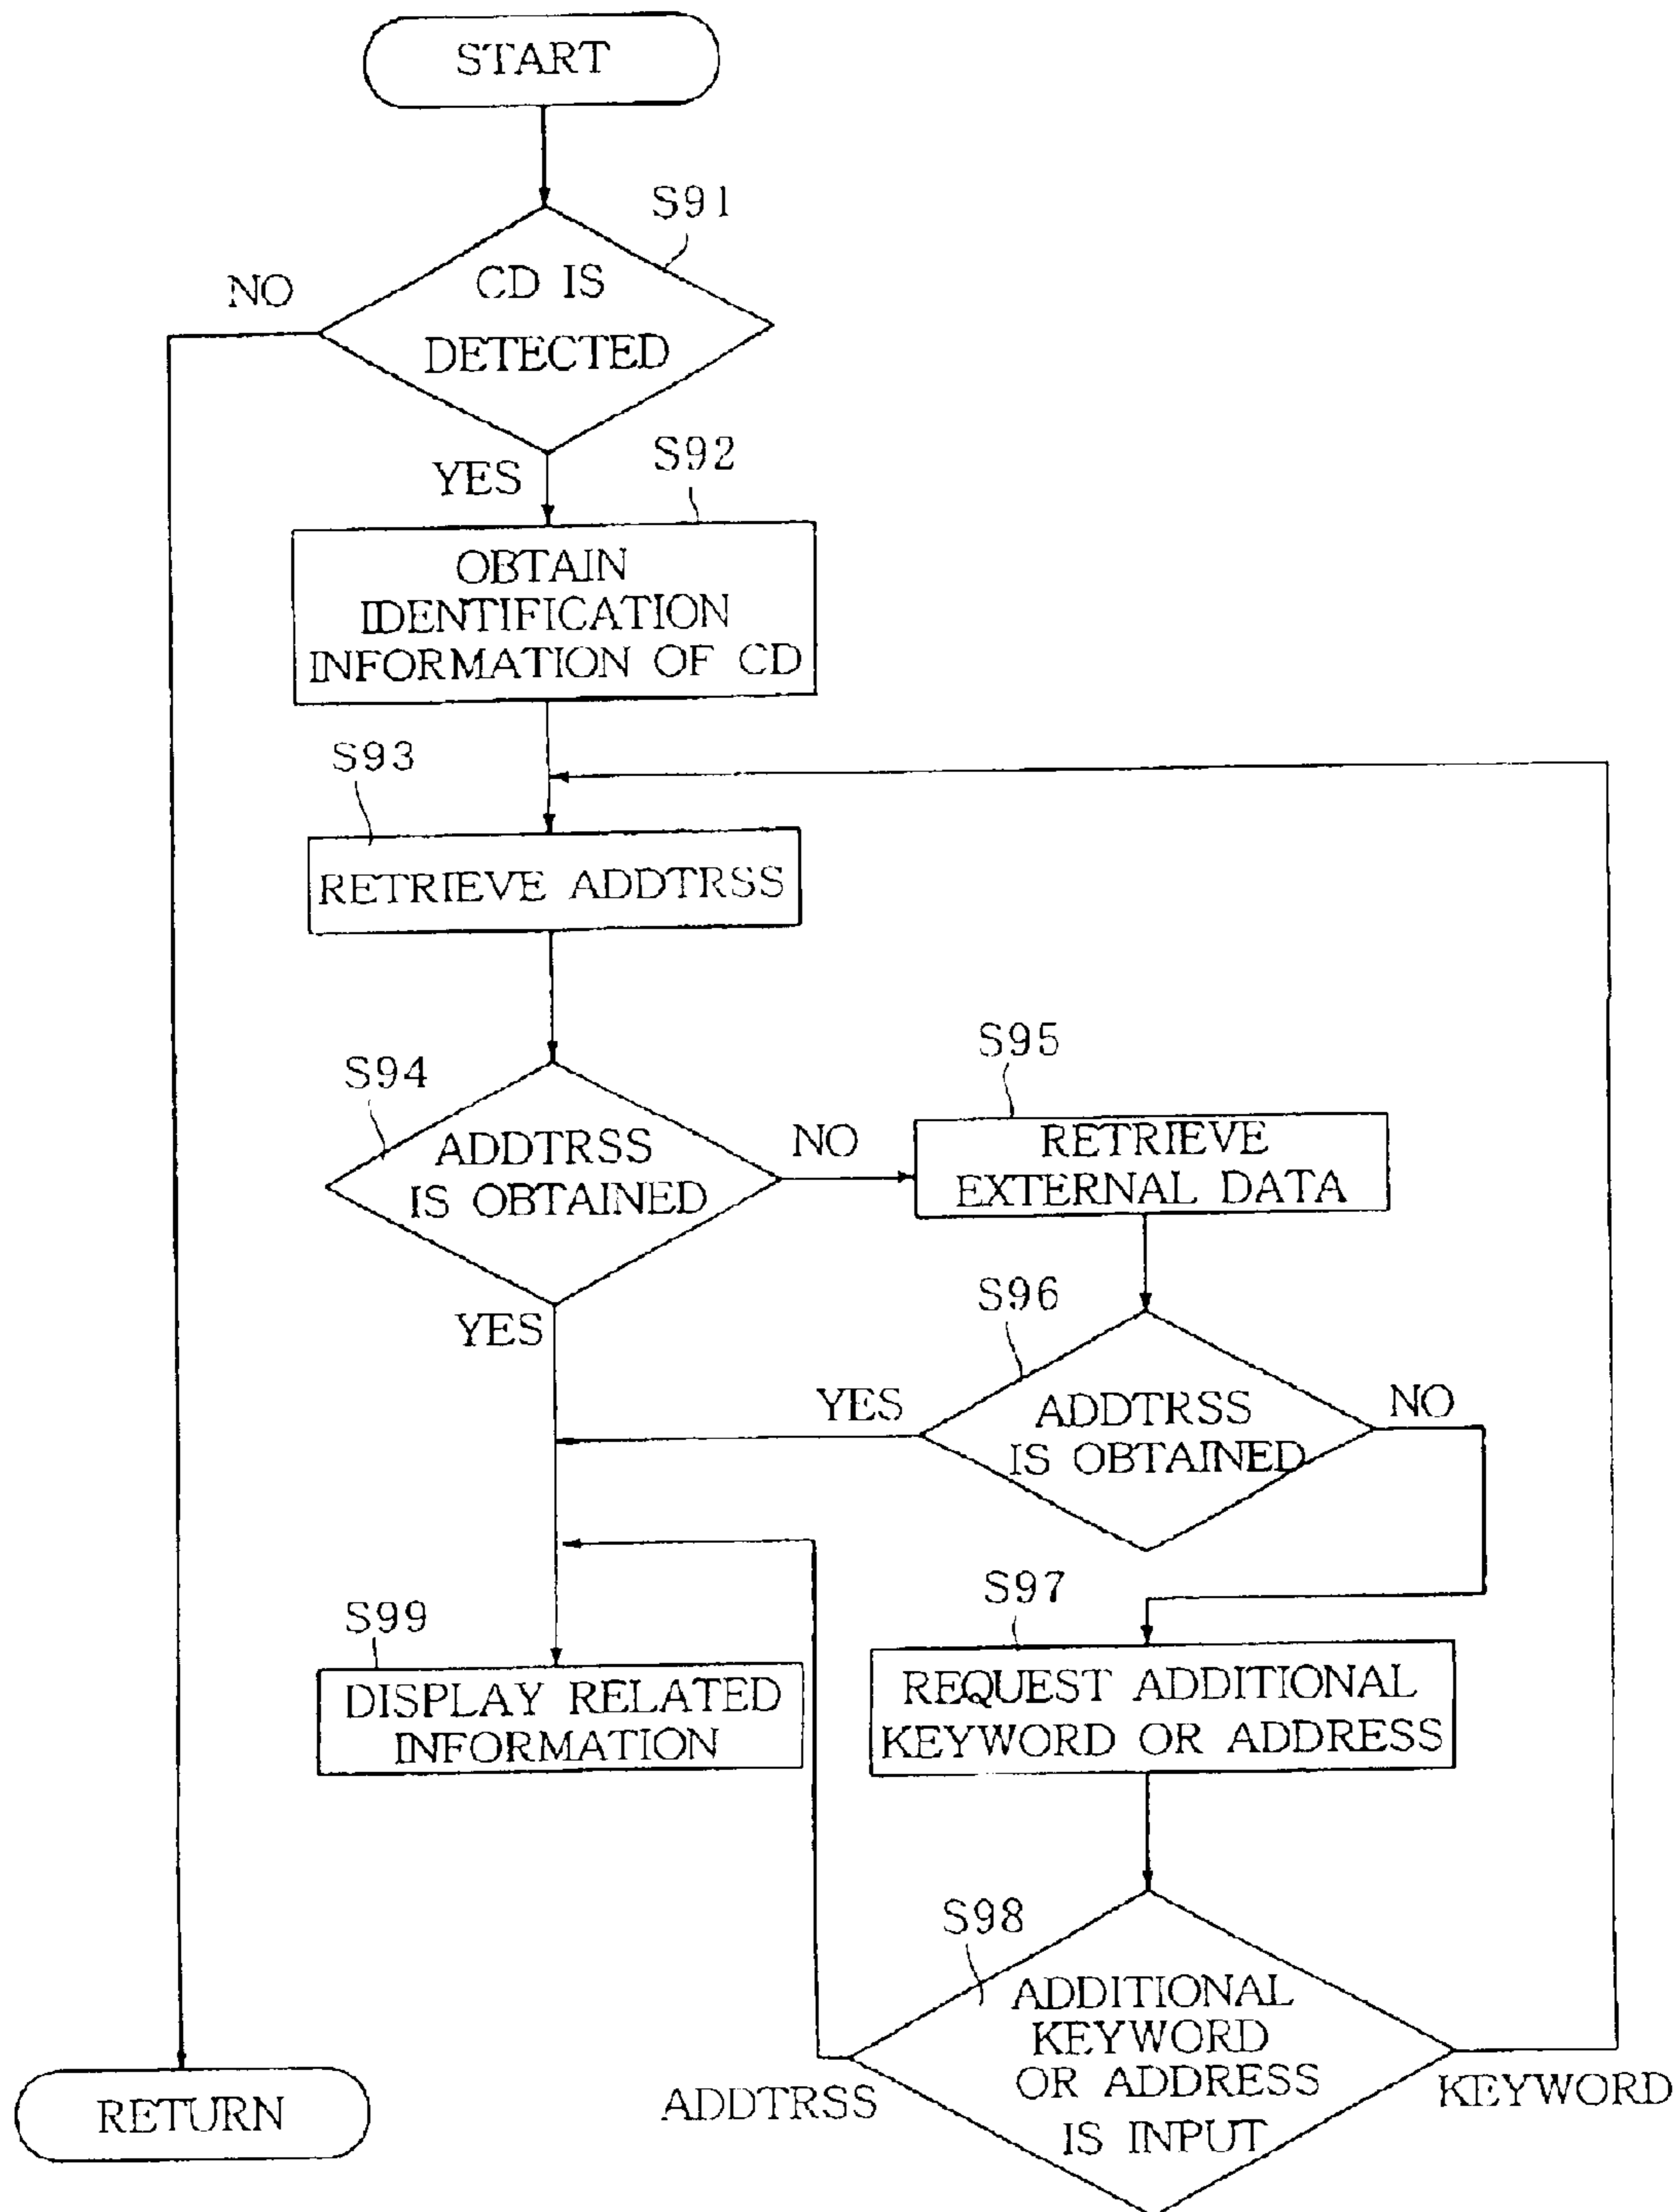 START
S91
NO
CD IS
DETECTED
YES
S92
OBTAIN
IDENTIFICATION
INFORMATION OF CD
S93
RETRIEVE ADDTRSS
S94
ADDTRSS
IS OBTAINED
NO
S95
RETRIEVE
EXTERNAL DATA
YES
S96
ADDTRSS
IS OBTAINED
YES
NO
S97
REQUEST ADDITIONAL
KEYWORD OR ADDRESS
S99
DISPLAY RELATED
INFORMATION
S98
ADDITIONAL
KEYWORD
OR ADDRESS
IS INPUT
ADDTRSS
KEYWORD
RETURN